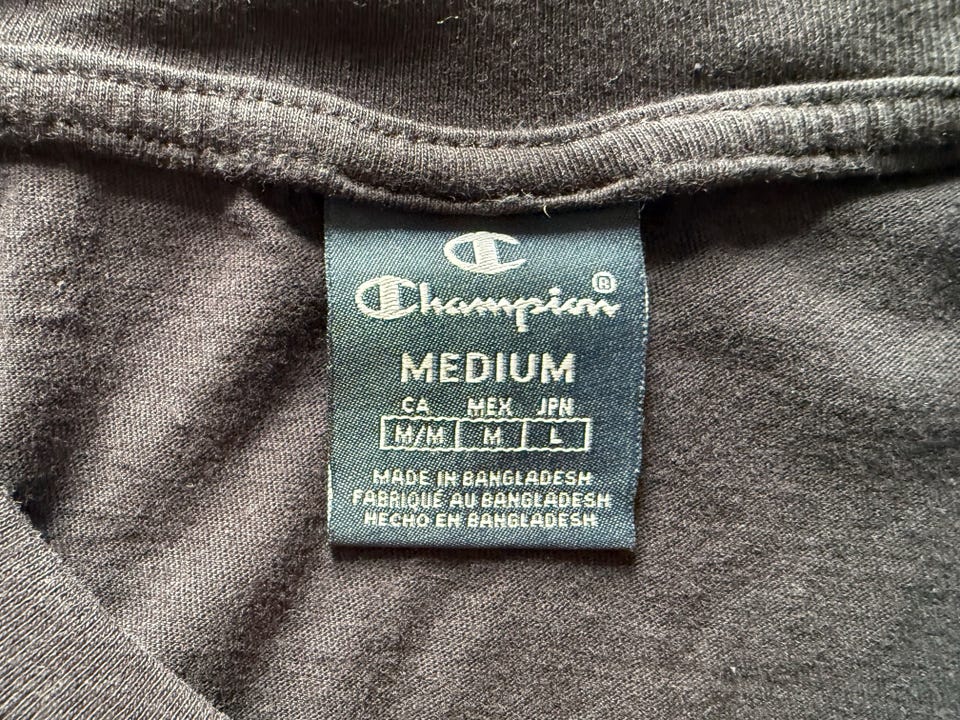 Champion®
MEDIUM
CA MEX JPN
M/M M L
MADE IN BANGLADESH
FABRIQUÉ AU BANGLADESH
HECHO EN BANGLADESH